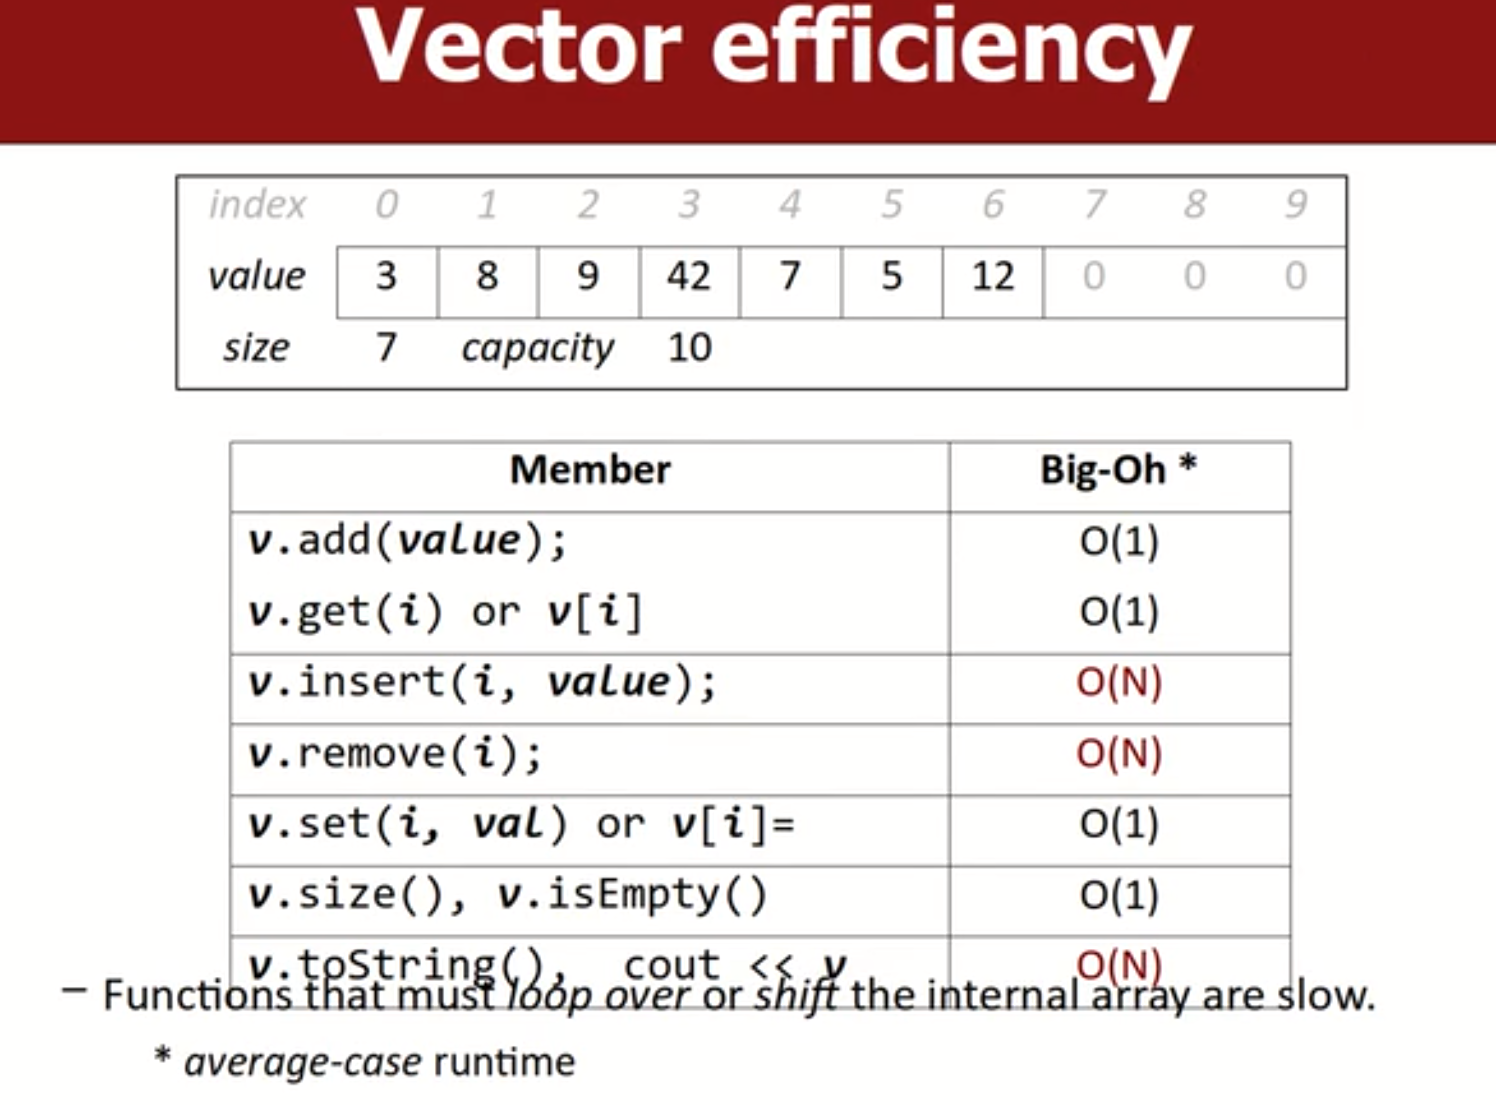 Vector efficiency
index 0 1 2 3 4 5 6 7 8 9
value 3 8 9 42 7 5 12 0 0 0
size 7 capacity 10
Member Big-Oh *
v.add(value); O(1)
v.get(i) or v[i] O(1)
v.insert(i, value); O(N)
v.remove(i); O(N)
v.set(i, val) or v[i]= O(1)
v.size(), v.isEmpty() O(1)
v.toString(), cout << v O(N)
– Functions that must loop over or shift the internal array are slow.
* average-case runtime